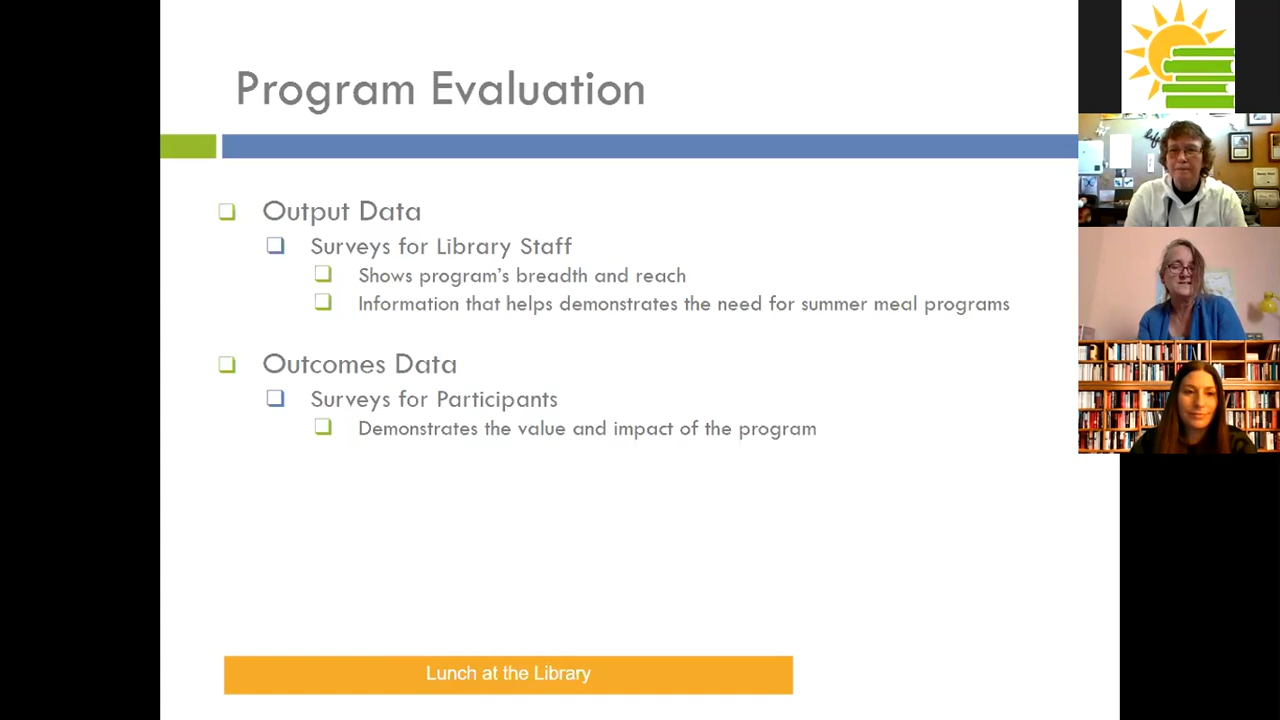 Program Evaluation
Output Data
Surveys for Library Staff
Shows program's breadth and reach
Information that helps demonstrates the need for summer meal programs
Outcomes Data
Surveys for Participants
Demonstrates the value and impact of the program
Lunch at the Library